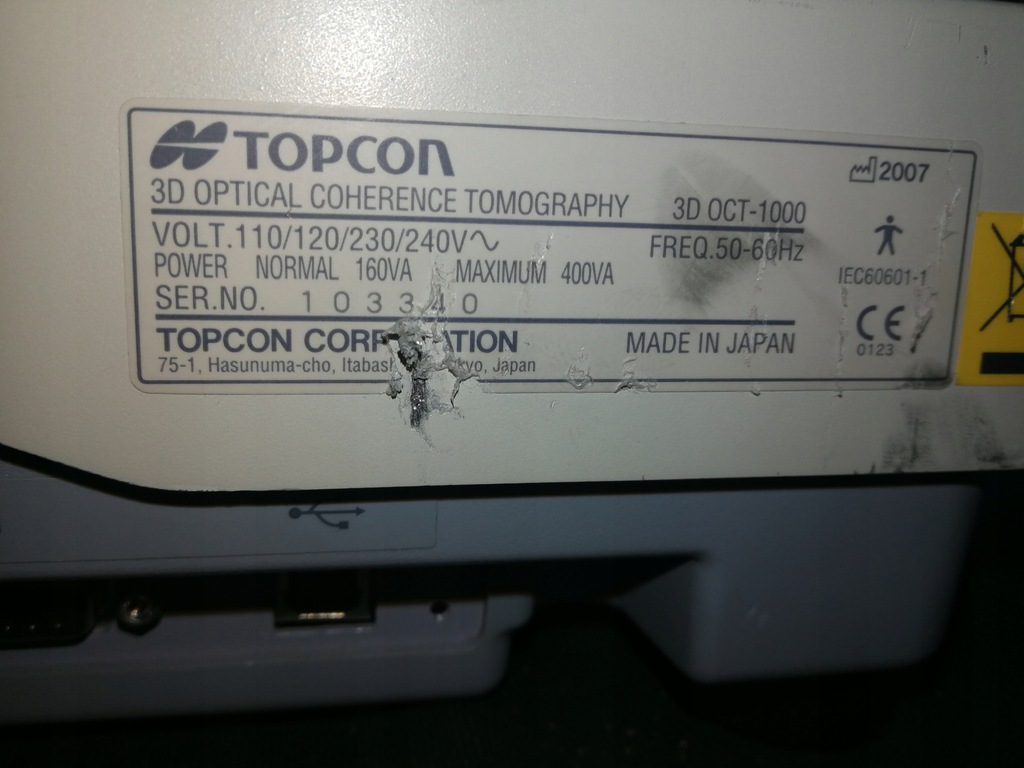 TOPCON
3D OPTICAL COHERENCE TOMOGRAPHY 3D OCT-1000
2007
VOLT.110/120/230/240V~ FREQ.50-60Hz
POWER NORMAL 160VA MAXIMUM 400VA
IEC60601-1
SER.NO. 103340
TOPCON MADE IN JAPAN
CE
0123
75-1, Hasunuma-cho, Japan